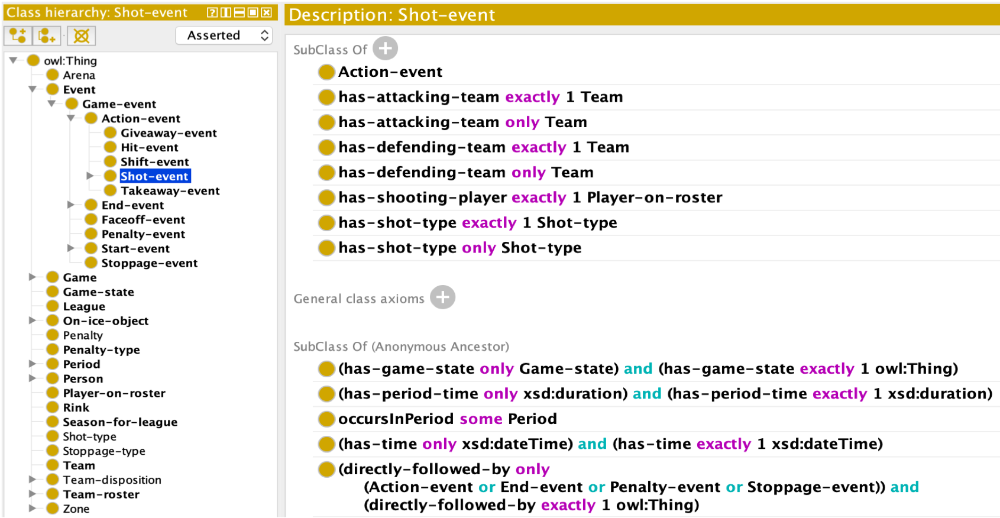 Class hierarchy: Shot-event
Asserted
owl:Thing
Arena
Event
Game-event
Action-event
Giveaway-event
Hit-event
Shift-event
Shot-event
Takeaway-event
End-event
Faceoff-event
Penalty-event
Start-event
Stoppage-event
Game
Game-state
League
On-ice-object
Penalty
Penalty-type
Period
Person
Player-on-roster
Rink
Season-for-league
Shot-type
Stoppage-type
Team
Team-disposition
Team-roster
Zone
Description: Shot-event
SubClass Of
Action-event
has-attacking-team exactly 1 Team
has-attacking-team only Team
has-defending-team exactly 1 Team
has-defending-team only Team
has-shooting-player exactly 1 Player-on-roster
has-shot-type exactly 1 Shot-type
has-shot-type only Shot-type
General class axioms
SubClass Of (Anonymous Ancestor)
(has-game-state only Game-state) and (has-game-state exactly 1 owl:Thing)
(has-period-time only xsd:duration) and (has-period-time exactly 1 xsd:duration)
occursInPeriod some Period
(has-time only xsd:dateTime) and (has-time exactly 1 xsd:dateTime)
(directly-followed-by only
(Action-event or End-event or Penalty-event or Stoppage-event)) and
(directly-followed-by exactly 1 owl:Thing)